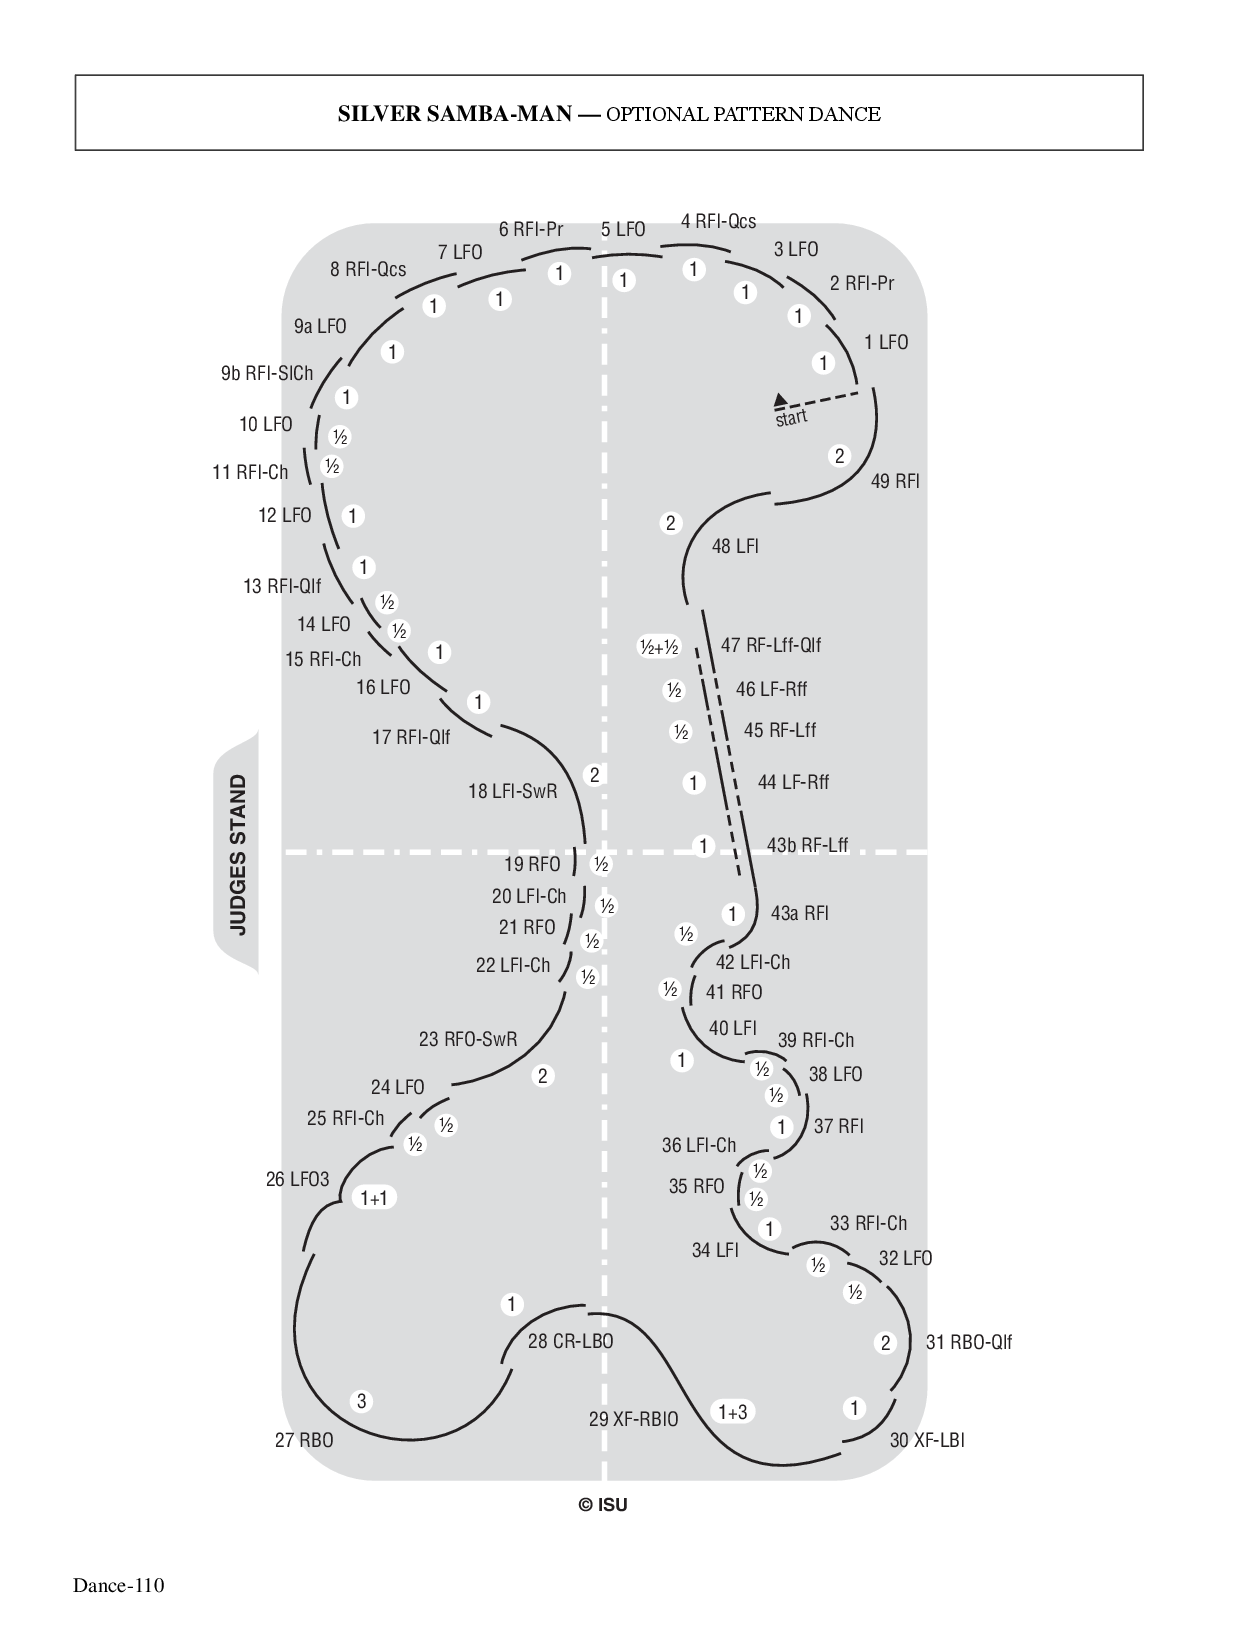 SILVER SAMBA-MAN — OPTIONAL PATTERN DANCE
start
1 LFO
1
2 RFI-Pr
1
3 LFO
1
4 RFI-Qcs
1
5 LFO
1
6 RFI-Pr
1
7 LFO
1
8 RFI-Qcs
1
9a LFO
1
9b RFI-SlCh
1
10 LFO
½
11 RFI-Ch
½
12 LFO
1
13 RFI-Qlf
1
14 LFO
½
15 RFI-Ch
½
16 LFO
1
17 RFI-Qlf
1
18 LFI-SwR
2
19 RFO
½
20 LFI-Ch
½
21 RFO
½
22 LFI-Ch
½
23 RFO-SwR
2
24 LFO
½
25 RFI-Ch
½
26 LFO3
1+1
27 RBO
3
28 CR-LBO
1
29 XF-RBIO
1+3
30 XF-LBI
1
31 RBO-Qlf
2
32 LFO
½
33 RFI-Ch
½
34 LFI
1
35 RFO
½
36 LFI-Ch
½
37 RFI
1
38 LFO
½
39 RFI-Ch
½
40 LFI
1
41 RFO
½
42 LFI-Ch
½
43a RFI
1
43b RF-Lff
1
44 LF-Rff
1
45 RF-Lff
½
46 LF-Rff
½
47 RF-Lff-Qlf
½+½
48 LFI
2
49 RFI
2
JUDGES STAND
© ISU
Dance-110